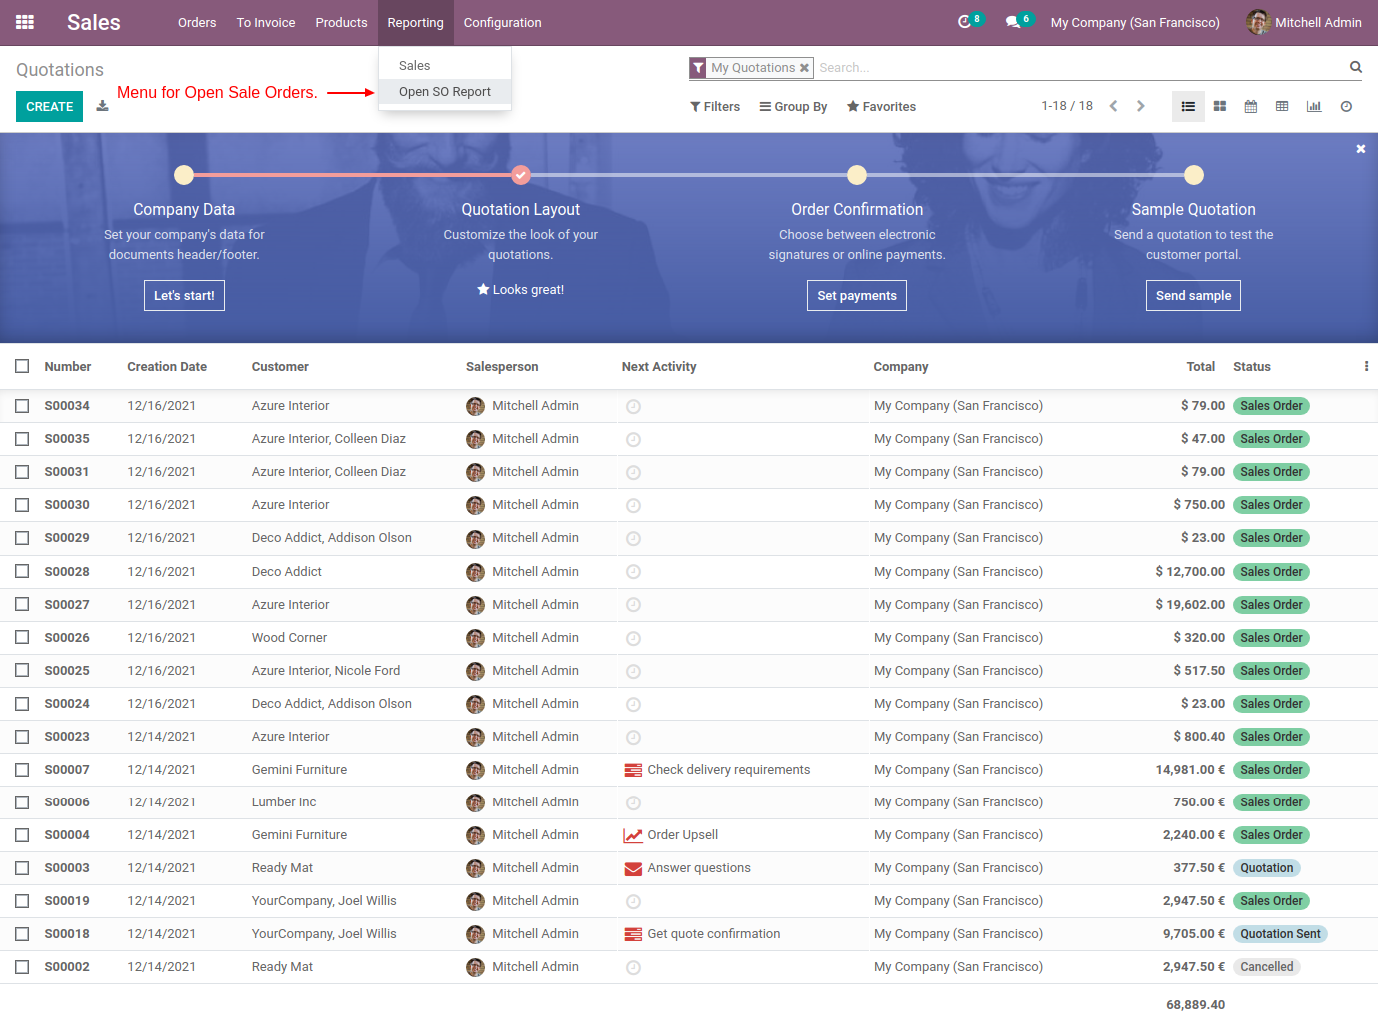 Sales Orders To Invoice Products Reporting Configuration 8 6 My Company (San Francisco) Mitchell Admin
Quotations
Sales
Open SO Report
My Quotations Search...
CREATE Menu for Open Sale Orders.
Filters Group By Favorites 1-18 / 18
Company Data
Set your company's data for
documents header/footer.
Let's start!
Quotation Layout
Customize the look of your
quotations.
Looks great!
Order Confirmation
Choose between electronic
signatures or online payments.
Set payments
Sample Quotation
Send a quotation to test the
customer portal.
Send sample
Number Creation Date Customer Salesperson Next Activity Company Total Status
S00034 12/16/2021 Azure Interior Mitchell Admin My Company (San Francisco) $ 79.00 Sales Order
S00035 12/16/2021 Azure Interior, Colleen Diaz Mitchell Admin My Company (San Francisco) $ 47.00 Sales Order
S00031 12/16/2021 Azure Interior, Colleen Diaz Mitchell Admin My Company (San Francisco) $ 79.00 Sales Order
S00030 12/16/2021 Azure Interior Mitchell Admin My Company (San Francisco) $ 750.00 Sales Order
S00029 12/16/2021 Deco Addict, Addison Olson Mitchell Admin My Company (San Francisco) $ 23.00 Sales Order
S00028 12/16/2021 Deco Addict Mitchell Admin My Company (San Francisco) $ 12,700.00 Sales Order
S00027 12/16/2021 Azure Interior Mitchell Admin My Company (San Francisco) $ 19,602.00 Sales Order
S00026 12/16/2021 Wood Corner Mitchell Admin My Company (San Francisco) $ 320.00 Sales Order
S00025 12/16/2021 Azure Interior, Nicole Ford Mitchell Admin My Company (San Francisco) $ 517.50 Sales Order
S00024 12/16/2021 Deco Addict, Addison Olson Mitchell Admin My Company (San Francisco) $ 23.00 Sales Order
S00023 12/14/2021 Azure Interior Mitchell Admin My Company (San Francisco) $ 800.40 Sales Order
S00007 12/14/2021 Gemini Furniture Mitchell Admin Check delivery requirements My Company (San Francisco) 14,981.00 € Sales Order
S00006 12/14/2021 Lumber Inc Mitchell Admin My Company (San Francisco) 750.00 € Sales Order
S00004 12/14/2021 Gemini Furniture Mitchell Admin Order Upsell My Company (San Francisco) 2,240.00 € Sales Order
S00003 12/14/2021 Ready Mat Mitchell Admin Answer questions My Company (San Francisco) 377.50 € Quotation
S00019 12/14/2021 YourCompany, Joel Willis Mitchell Admin My Company (San Francisco) 2,947.50 € Sales Order
S00018 12/14/2021 YourCompany, Joel Willis Mitchell Admin Get quote confirmation My Company (San Francisco) 9,705.00 € Quotation Sent
S00002 12/14/2021 Ready Mat Mitchell Admin My Company (San Francisco) 2,947.50 € Cancelled
68,889.40